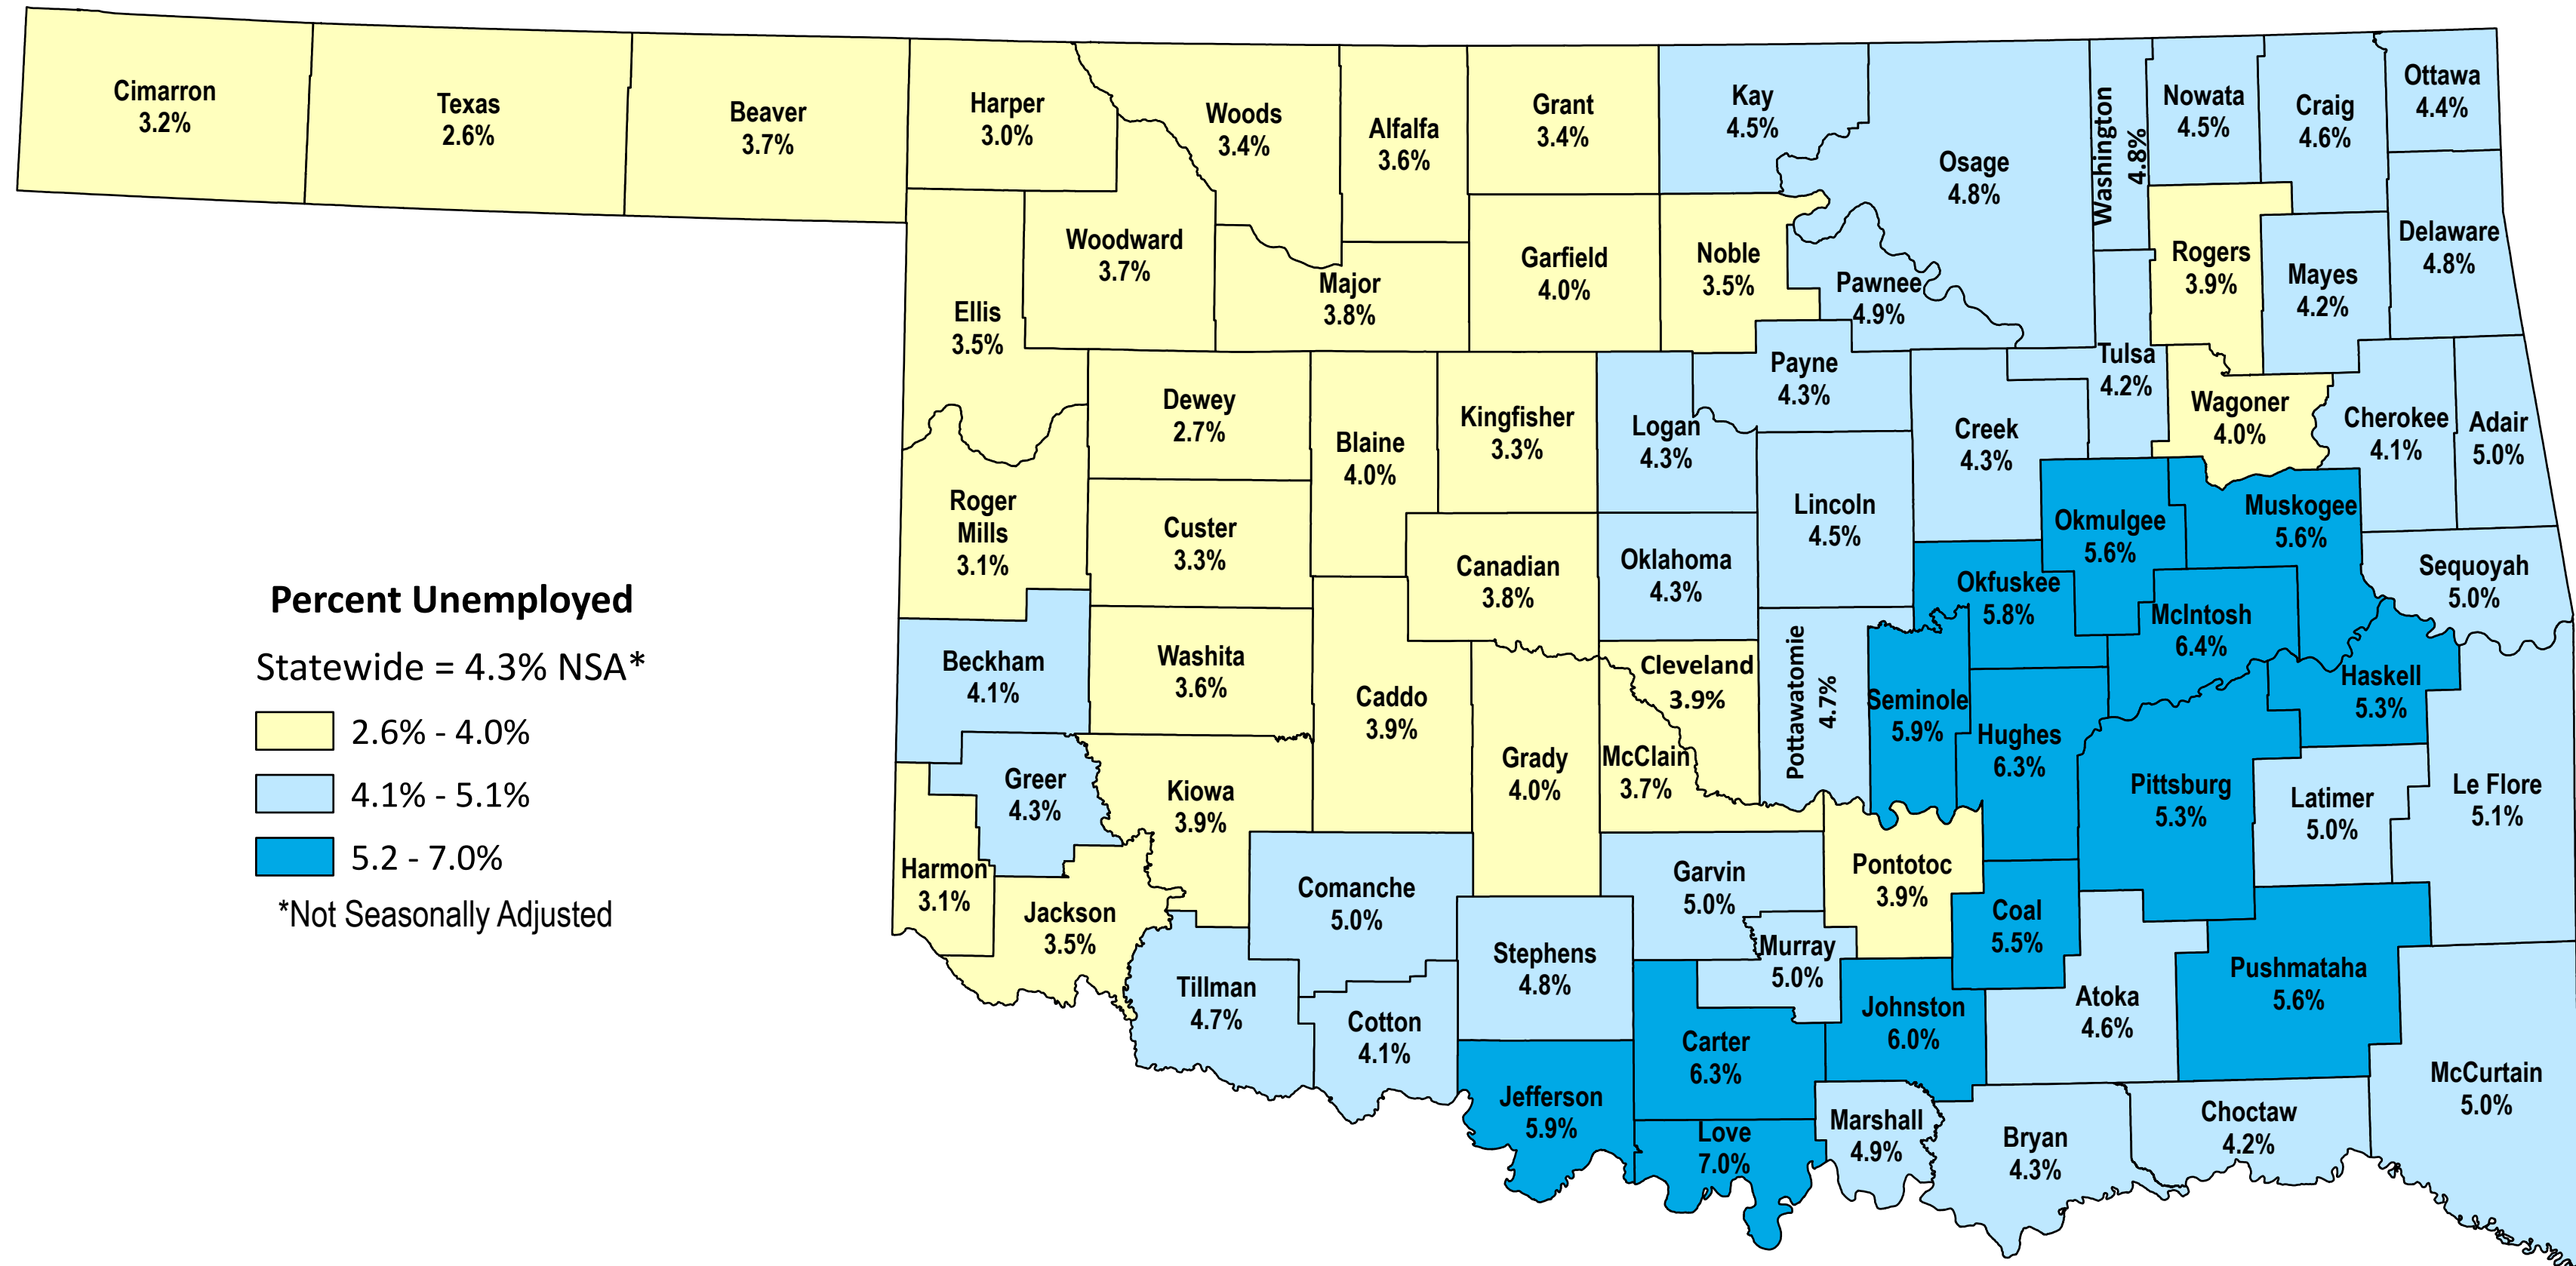 Cimarron
3.2%
Texas
2.6%
Beaver
3.7%
Harper
3.0%
Woods
3.4%
Alfalfa
3.6%
Grant
3.4%
Kay
4.5%
Osage
4.8%
Washington
4.8%
Nowata
4.5%
Craig
4.6%
Ottawa
4.4%
Woodward
3.7%
Ellis
3.5%
Major
3.8%
Garfield
4.0%
Noble
3.5%
Pawnee
4.9%
Rogers
3.9%
Mayes
4.2%
Delaware
4.8%
Dewey
2.7%
Blaine
4.0%
Kingfisher
3.3%
Logan
4.3%
Payne
4.3%
Creek
4.3%
Tulsa
4.2%
Wagoner
4.0%
Cherokee
4.1%
Adair
5.0%
Roger
Mills
3.1%
Custer
3.3%
Canadian
3.8%
Oklahoma
4.3%
Lincoln
4.5%
Okfuskee
5.8%
Okmulgee
5.6%
Muskogee
5.6%
Sequoyah
5.0%
McIntosh
6.4%
Percent Unemployed
Statewide = 4.3% NSA*
2.6% - 4.0%
4.1% - 5.1%
5.2 - 7.0%
*Not Seasonally Adjusted
Beckham
4.1%
Washita
3.6%
Caddo
3.9%
Grady
4.0%
Cleveland
3.9%
McClain
3.7%
Pottawatomie
4.7%
Seminole
5.9%
Hughes
6.3%
Pittsburg
5.3%
Haskell
5.3%
Latimer
5.0%
Le Flore
5.1%
Greer
4.3%
Kiowa
3.9%
Harmon
3.1%
Jackson
3.5%
Comanche
5.0%
Tillman
4.7%
Cotton
4.1%
Stephens
4.8%
Garvin
5.0%
Murray
5.0%
Pontotoc
3.9%
Coal
5.5%
Johnston
6.0%
Atoka
4.6%
Pushmataha
5.6%
McCurtain
5.0%
Jefferson
5.9%
Carter
6.3%
Love
7.0%
Marshall
4.9%
Bryan
4.3%
Choctaw
4.2%